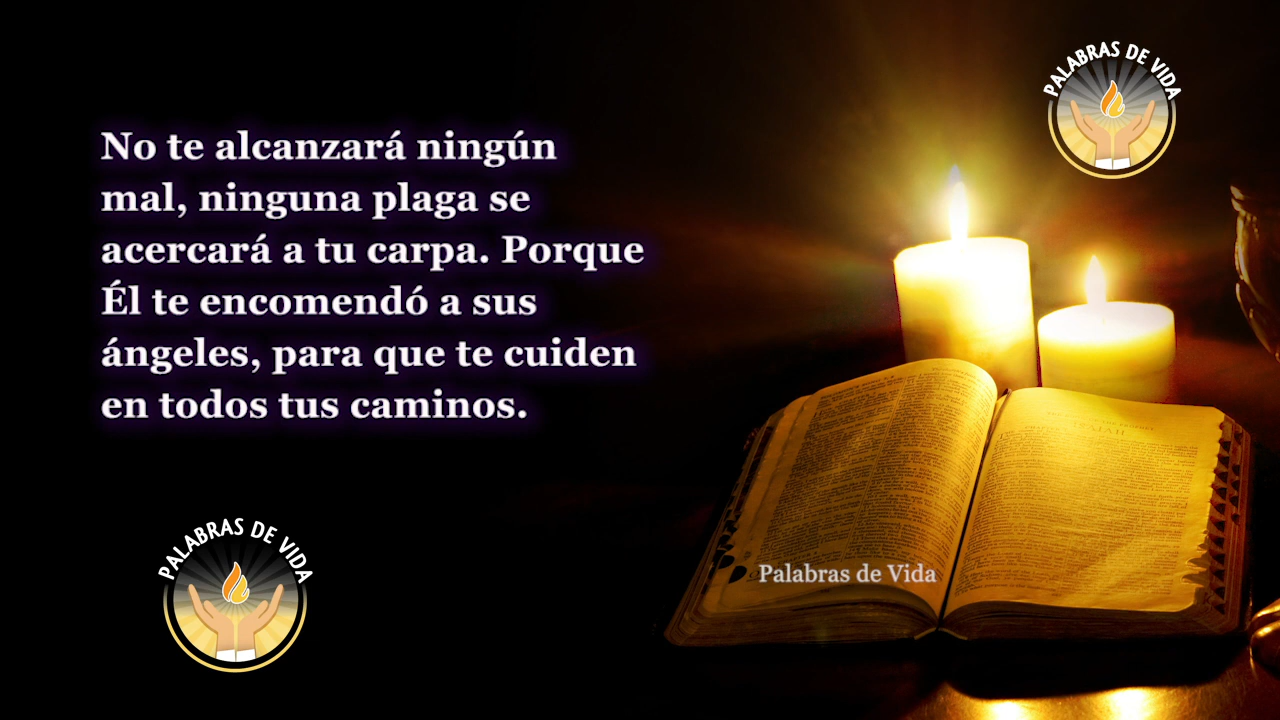 No te alcanzará ningún
mal, ninguna plaga se
acercará a tu carpa. Porque
Él te encomendó a sus
ángeles, para que te cuiden
en todos tus caminos.
PALABRAS DE VIDA
PALABRAS DE VIDA
Palabras de Vida